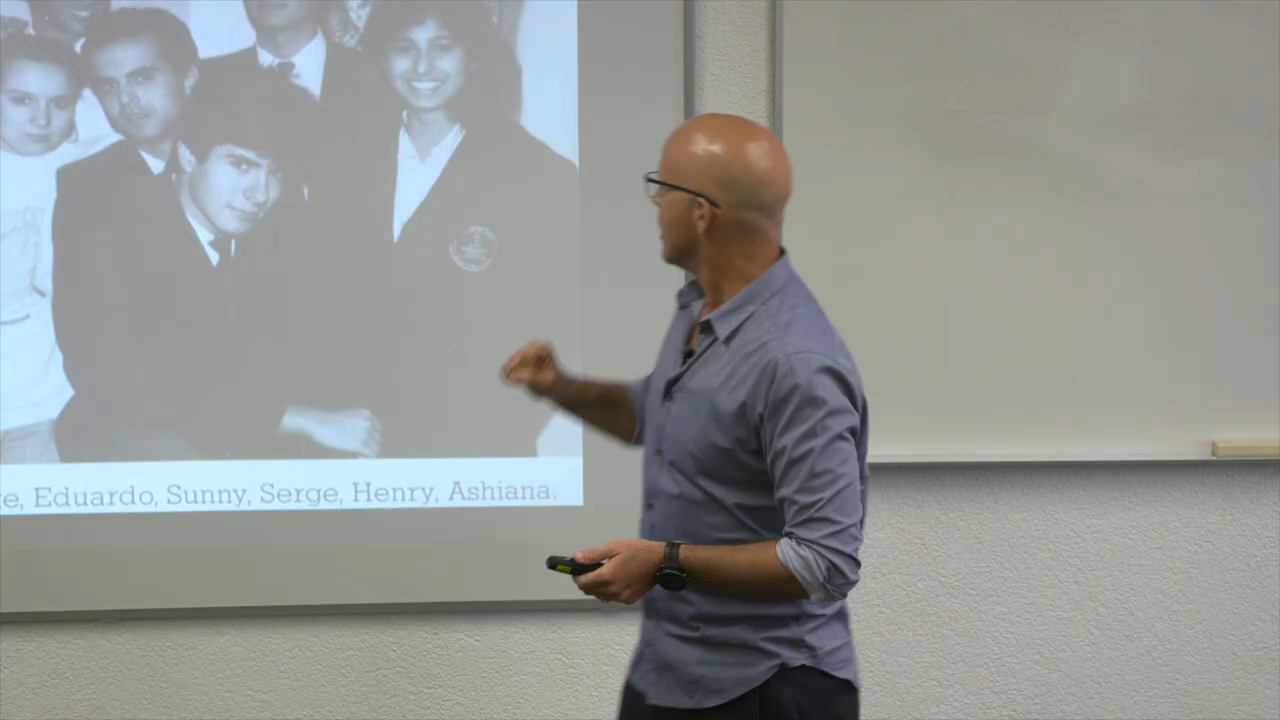 e, Eduardo, Sunny, Serge, Henry, Ashiana.